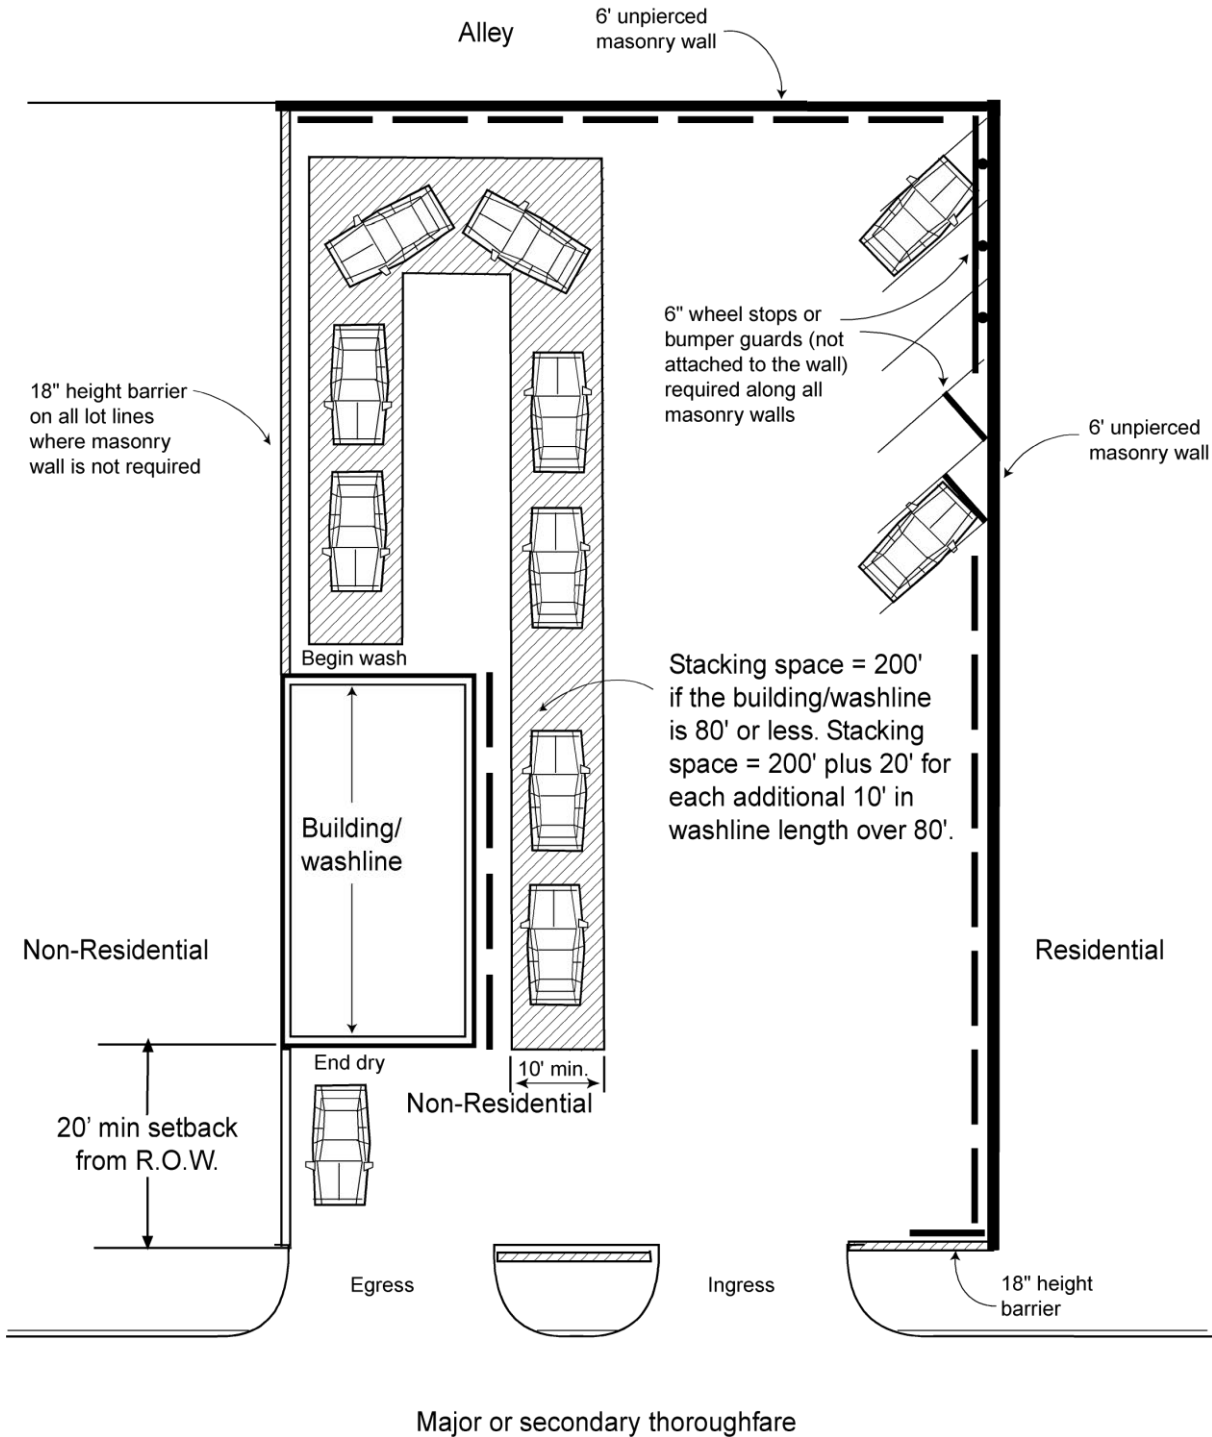 Alley
6' unpierced
masonry wall
6" wheel stops or
bumper guards (not
attached to the wall)
required along all
masonry walls
18" height barrier
on all lot lines
where masonry
wall is not required
6' unpierced
masonry wall
Begin wash
Stacking space = 200'
if the building/washline
is 80' or less. Stacking
space = 200' plus 20' for
each additional 10' in
washline length over 80'.
Building/
washline
Non-Residential
Residential
End dry
10' min.
Non-Residential
20’ min setback
from R.O.W.
Egress
Ingress
18" height
barrier
Major or secondary thoroughfare